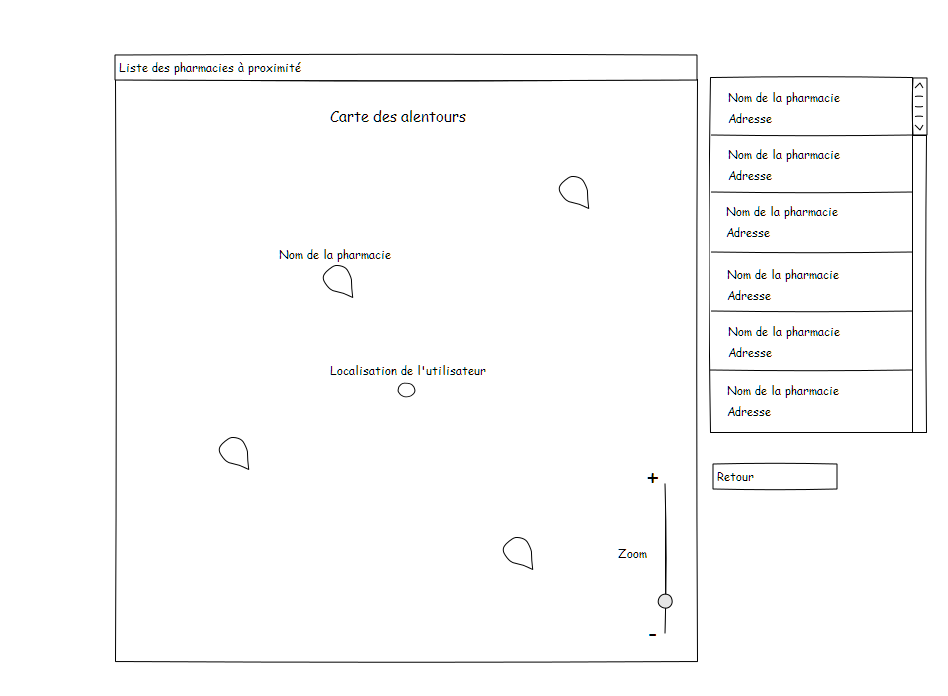 Liste des pharmacies à proximité
Carte des alentours
Nom de la pharmacie
Localisation de l'utilisateur
+
Zoom
-
Nom de la pharmacie
Adresse
Nom de la pharmacie
Adresse
Nom de la pharmacie
Adresse
Nom de la pharmacie
Adresse
Nom de la pharmacie
Adresse
Nom de la pharmacie
Adresse
Retour